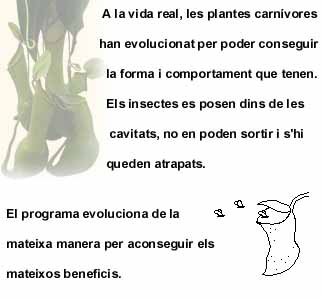 A la vida real, les plantes carnívores
han evolucionat per poder conseguir
la forma i comportament que tenen.
Els insectes es posen dins de les
cavitats, no en poden sortir i s'hi
queden atrapats.
El programa evoluciona de la
mateixa manera per aconseguir els
mateixos beneficis.